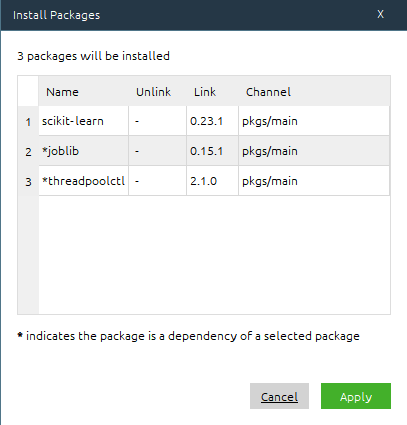 Install Packages X
3 packages will be installed
Name Unlink Link Channel
1 scikit-learn - 0.23.1 pkgs/main
2 *joblib - 0.15.1 pkgs/main
3 *threadpoolctl - 2.1.0 pkgs/main
* indicates the package is a dependency of a selected package
Cancel Apply